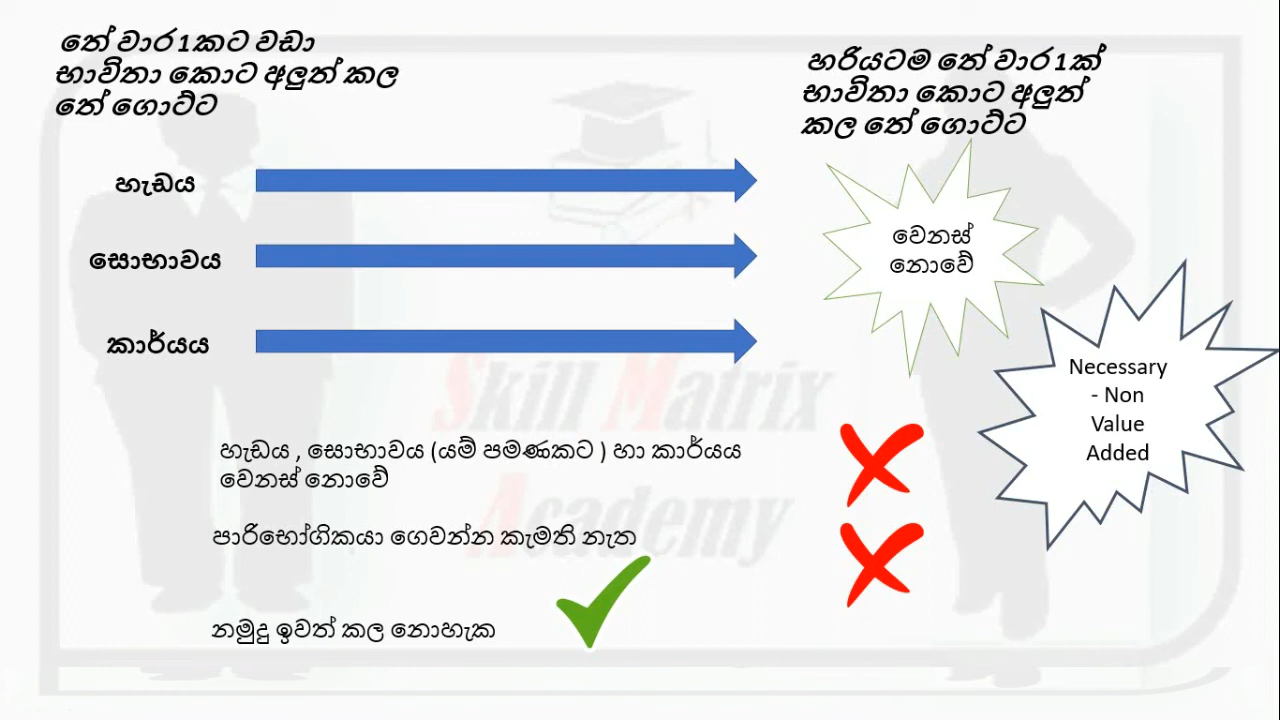 තේ වාර 1කට වඩා
භාවිතා කොට අලුත් කල
තේ ගොට්ට
හරියටම තේ වාර 1ක්
භාවිතා කොට අලුත්
කල තේ ගොට්ට
හැඩය
සොභාවය
කාර්යය
වෙනස්
නොවේ
Necessary
- Non
Value
Added
Skill Matrix
Academy
හැඩය , සොභාවය (යම් පමණකට ) හා කාර්යය
වෙනස් නොවේ
පාරිභෝගිකයා ගෙවන්න කැමති නැත
නමුදු ඉවත් කල නොහැක